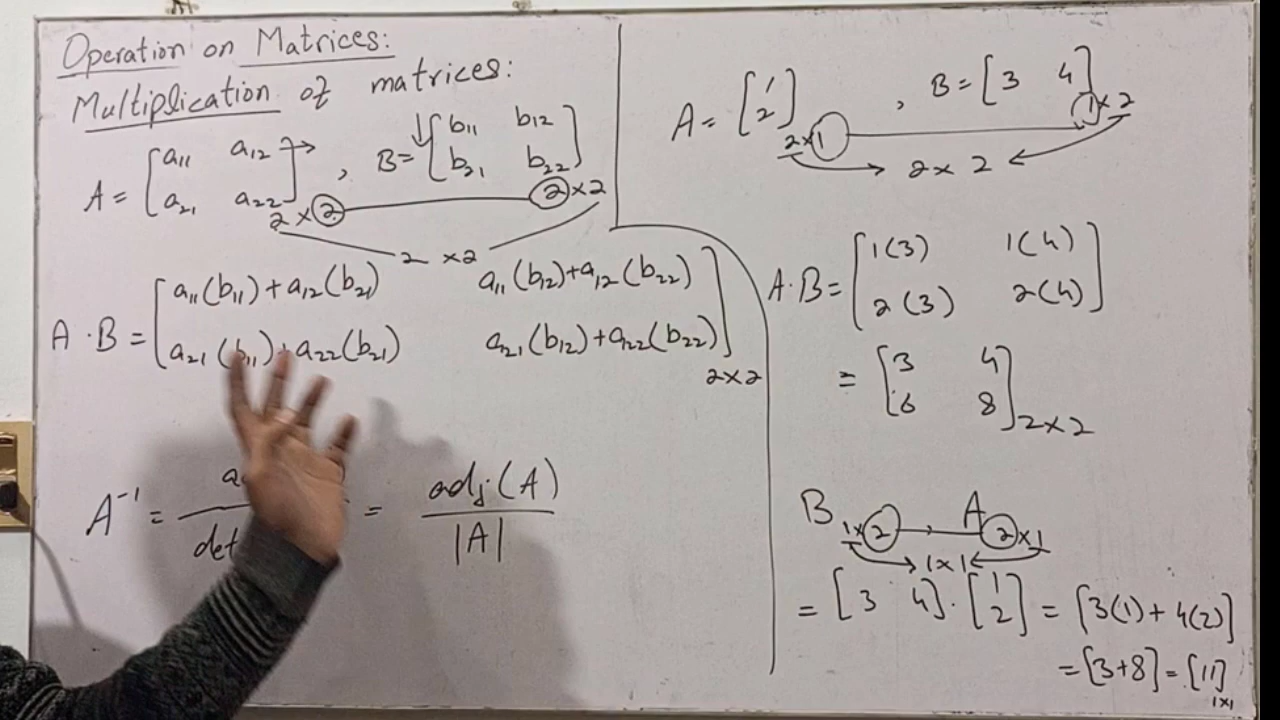 Operation on Matrices:
Multiplication of matrices:
A = [a₁₁ a₁₂
a₂₁ a₂₂] 2 × 2 , B = [b₁₁ b₁₂
b₂₁ b₂₂] 2 × 2
2 × 2
A · B = [a₁₁(b₁₁) + a₁₂(b₂₁) a₁₁(b₁₂) + a₁₂(b₂₂)
a₂₁(b₁₁) + a₂₂(b₂₁) a₂₁(b₁₂) + a₂₂(b₂₂)] 2×2
A⁻¹ = = adj(A)
det |A|
A = [1
2] 2×1 , B = [3 4] 1×2
2 × 2
A·B = [1(3) 1(4)
2(3) 2(4)]
= [3 4
6 8] 2×2
B 1×2 A 2×1
1×1
= [3 4] · [1
2] = [3(1) + 4(2)]
= [3+8] = [11] 1×1